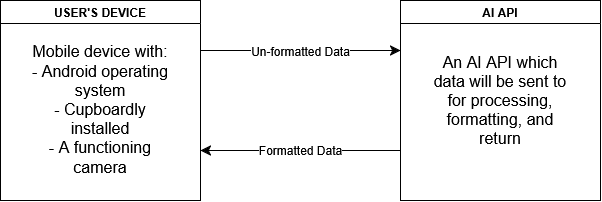 USER'S DEVICE
Mobile device with:
- Android operating
system
- Cupboardly
installed
- A functioning
camera
Un-formatted Data
Formatted Data
AI API
An AI API which
data will be sent to
for processing,
formatting, and
return